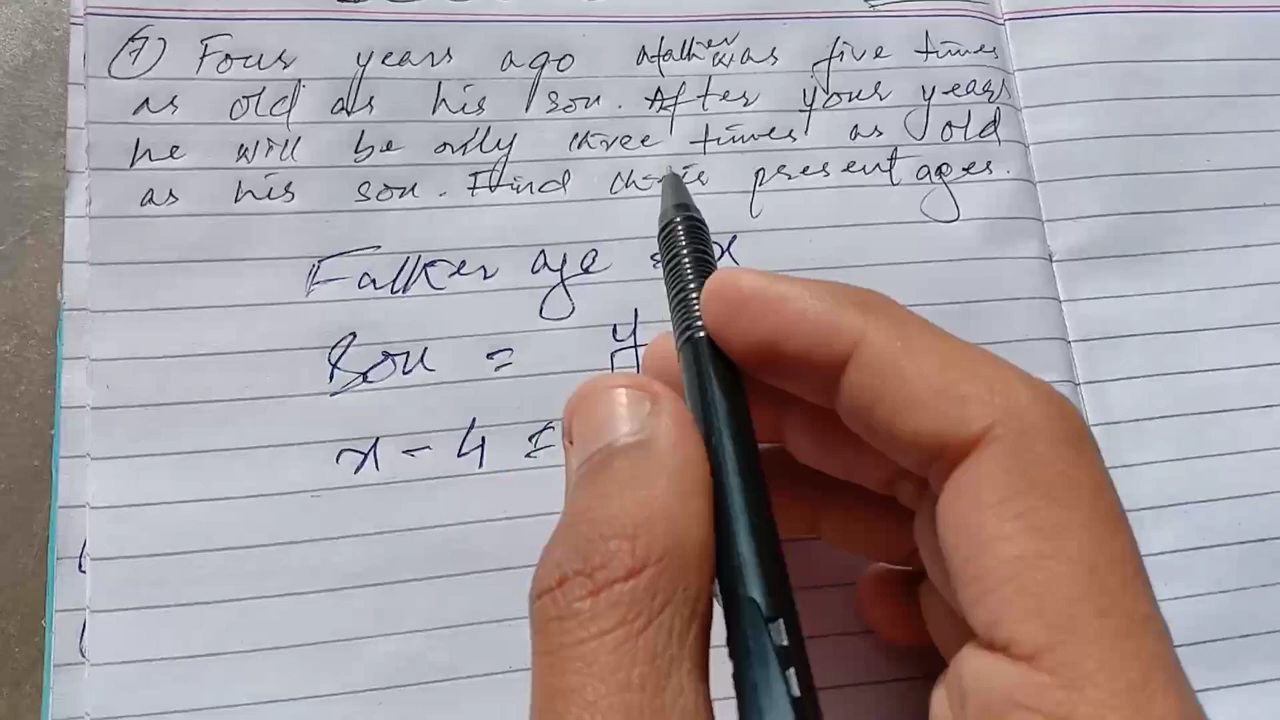 7 Four years ago a father was five times
as old as his son. After your years
he will be only three times as old
as his son. Find their present ages.
Father age = x
Son = y
x - 4 =